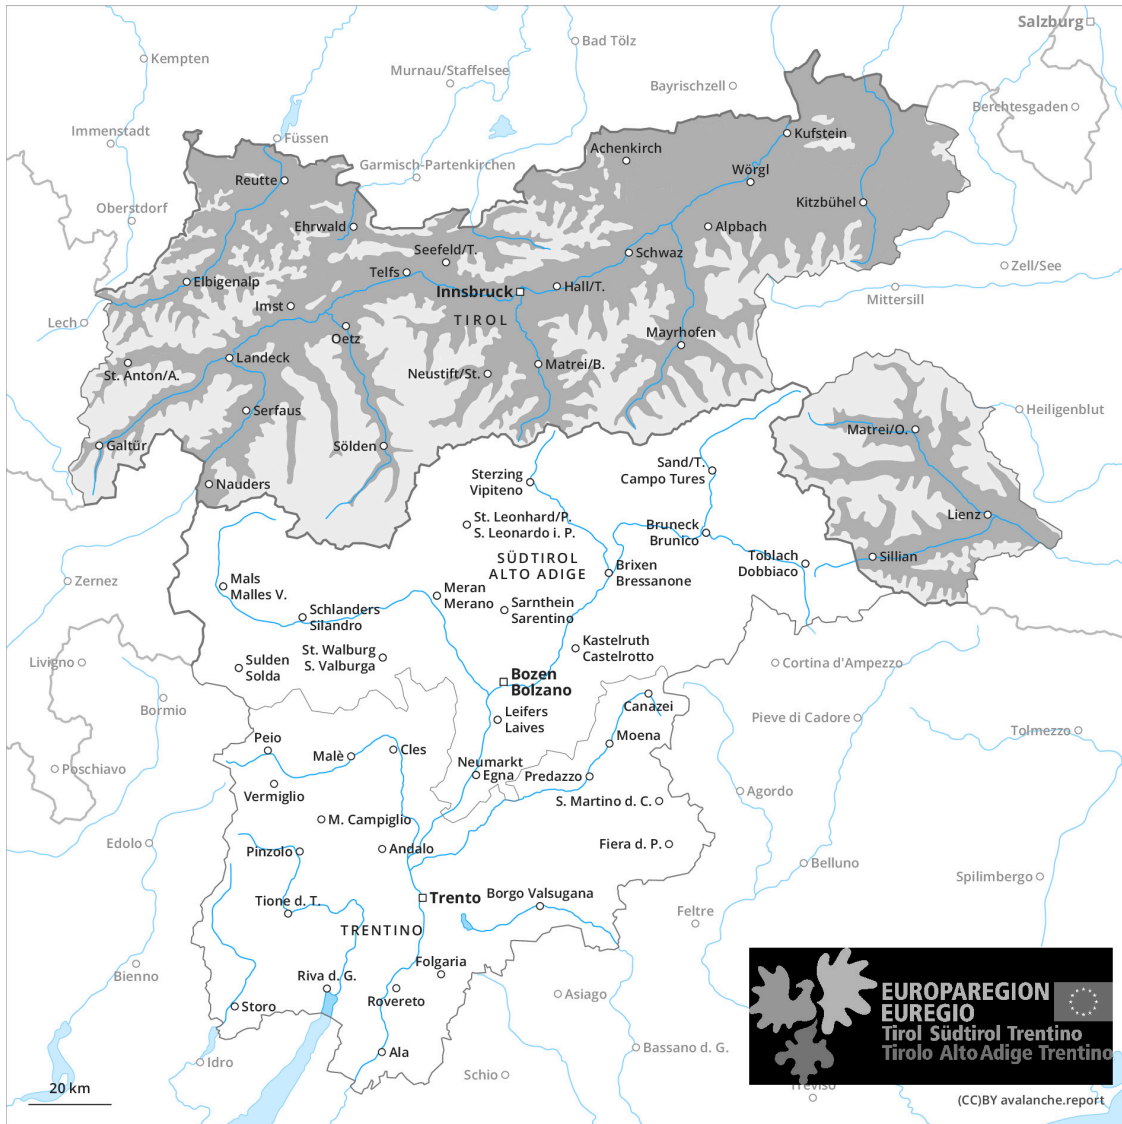 Salzburg
Bad Tölz
Kempten
Murnau/Staffelsee
Bayrischzell
Berchtesgaden
Immenstadt
Füssen
Kufstein
Achenkirch
Garmisch-Partenkirchen
Wörgl
Reutte
Kitzbühel
Oberstdorf
Ehrwald
Alpbach
Seefeld/T.
Schwaz
Zell/See
Telfs
Elbigenalp
Hall/T.
Innsbruck
Mittersill
Imst
TIROL
Lech
Oetz
Mayrhofen
Landeck
Matrei/B.
St. Anton/A.
Neustift/St.
Serfaus
Heiligenblut
Matrei/O.
Galtür
Sölden
Sand/T.
Campo Tures
Sterzing
Vipiteno
Nauders
St. Leonhard/P.
S. Leonardo i. P.
Lienz
Bruneck
Brunico
SÜDTIROL
ALTO ADIGE
Toblach
Dobbiaco
Sillian
Brixen
Bressanone
Zernez
Mals
Malles V.
Meran
Merano
Sarnthein
Sarentino
Schlanders
Silandro
Kastelruth
Castelrotto
St. Walburg
S. Valburga
Livigno
Sulden
Solda
Cortina d'Ampezzo
Bozen
Bolzano
Canazei
Bormio
Leifers
Laives
Pieve di Cadore
Tolmezzo
Moena
Peio
Malè
Cles
Neumarkt
Egna
Predazzo
Poschiavo
Vermiglio
Agordo
S. Martino d. C.
M. Campiglio
Edolo
Pinzolo
Andalo
Fiera d. P.
Belluno
Spilimbergo
Tione d. T.
Trento
Borgo Valsugana
Feltre
TRENTINO
Bienno
Folgaria
Riva d. G.
Rovereto
Asiago
Storo
EUROPAREGION
EUREGIO
Tirol Südtirol Trentino
Tirolo Alto Adige Trentino
Ala
Idro
Bassano d. G.
Schio
Treviso
20 km
(CC)BY avalanche.report